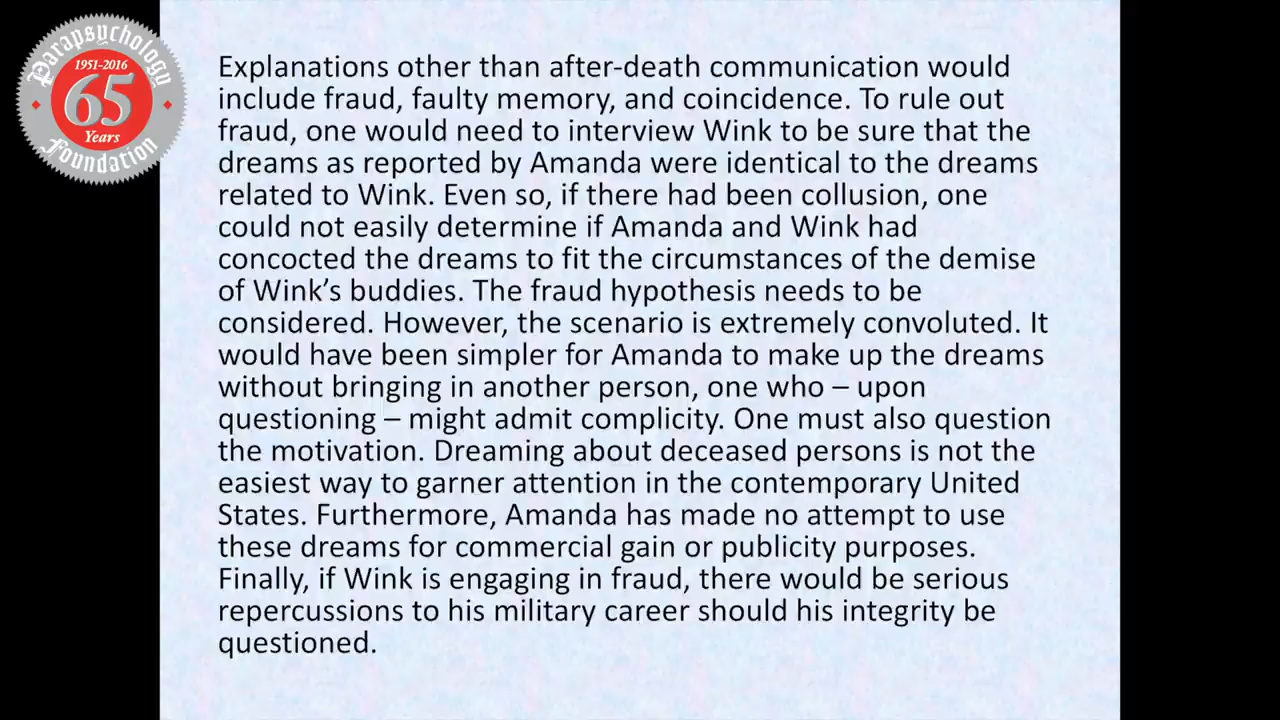 Parapsychology
1951-2016
65
Years
Foundation
Explanations other than after-death communication would
include fraud, faulty memory, and coincidence. To rule out
fraud, one would need to interview Wink to be sure that the
dreams as reported by Amanda were identical to the dreams
related to Wink. Even so, if there had been collusion, one
could not easily determine if Amanda and Wink had
concocted the dreams to fit the circumstances of the demise
of Wink’s buddies. The fraud hypothesis needs to be
considered. However, the scenario is extremely convoluted. It
would have been simpler for Amanda to make up the dreams
without bringing in another person, one who – upon
questioning – might admit complicity. One must also question
the motivation. Dreaming about deceased persons is not the
easiest way to garner attention in the contemporary United
States. Furthermore, Amanda has made no attempt to use
these dreams for commercial gain or publicity purposes.
Finally, if Wink is engaging in fraud, there would be serious
repercussions to his military career should his integrity be
questioned.